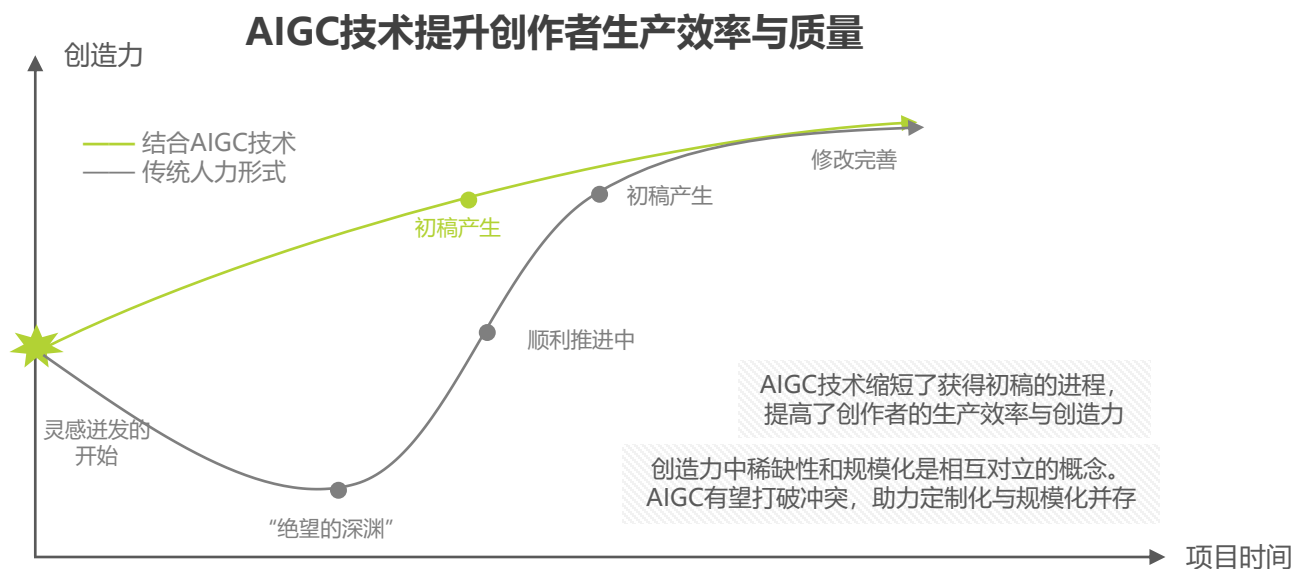 AIGC技术提升创作者生产效率与质量
创造力
结合AIGC技术
传统人力形式
修改完善
初稿产生
初稿产生
顺利推进中
AIGC技术缩短了获得初稿的进程，
提高了创作者的生产效率与创造力
灵感迸发的
开始
创造力中稀缺性和规模化是相互对立的概念。
AIGC有望打破冲突，助力定制化与规模化并存
“绝望的深渊”
项目时间